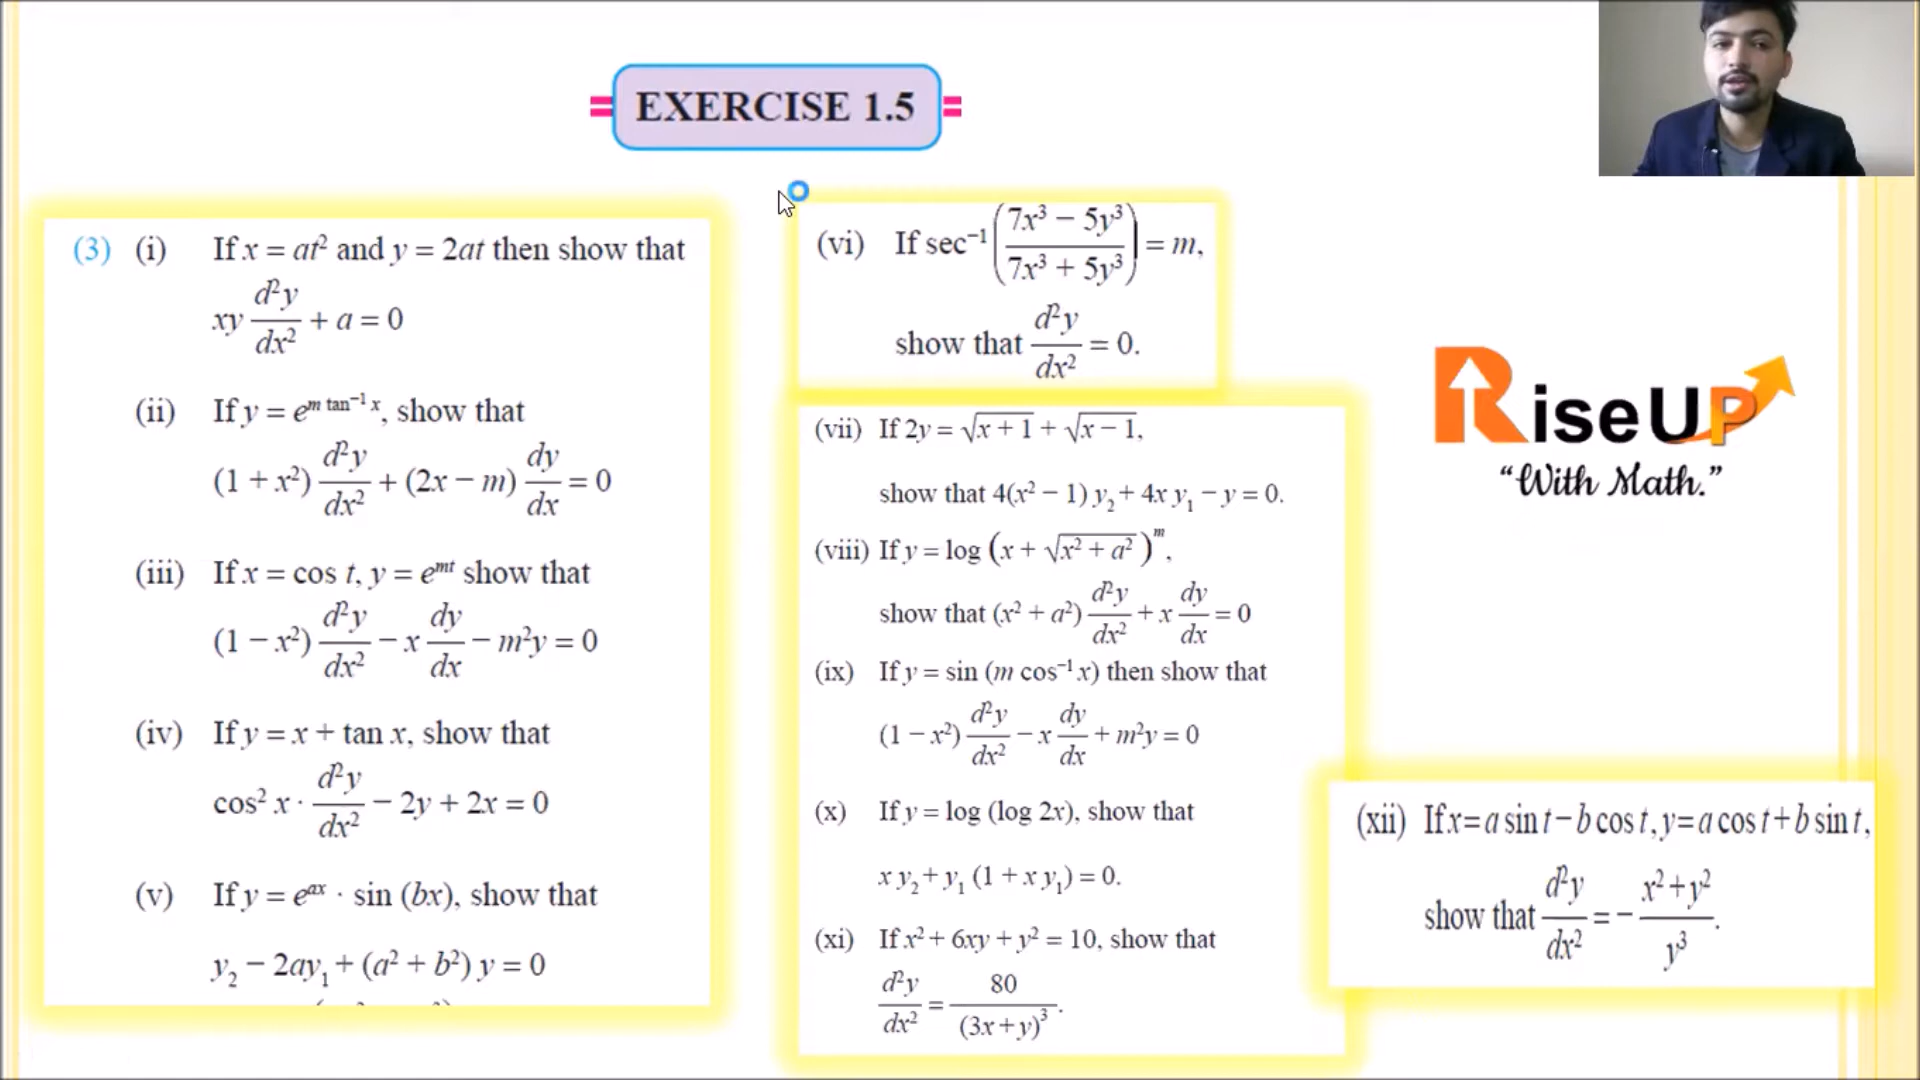 EXERCISE 1.5
(3) (i) If x = at² and y = 2at then show that
xy d²y/dx² + a = 0
(ii) If y = e^(m tan⁻¹ x), show that
(1 + x²) d²y/dx² + (2x − m) dy/dx = 0
(iii) If x = cos t, y = e^(mt) show that
(1 − x²) d²y/dx² − x dy/dx − m²y = 0
(iv) If y = x + tan x, show that
cos² x · d²y/dx² − 2y + 2x = 0
(v) If y = e^(ax) · sin (bx), show that
y₂ − 2ay₁ + (a² + b²) y = 0
(vi) If sec⁻¹ ((7x³ − 5y³)/(7x³ + 5y³)) = m,
show that d²y/dx² = 0.
(vii) If 2y = √(x + 1) + √(x − 1),
show that 4(x² − 1) y₂ + 4x y₁ − y = 0.
(viii) If y = log (x + √(x² + a²))^m,
show that (x² + a²) d²y/dx² + x dy/dx = 0
(ix) If y = sin (m cos⁻¹ x) then show that
(1 − x²) d²y/dx² − x dy/dx + m²y = 0
(x) If y = log (log 2x), show that
x y₂ + y₁ (1 + x y₁) = 0.
(xi) If x² + 6xy + y² = 10, show that
d²y/dx² = 80/(3x + y)³.
RiseUP
“With Math.”
(xii) If x = a sin t − b cos t, y = a cos t + b sin t,
show that d²y/dx² = − (x² + y²)/y³.